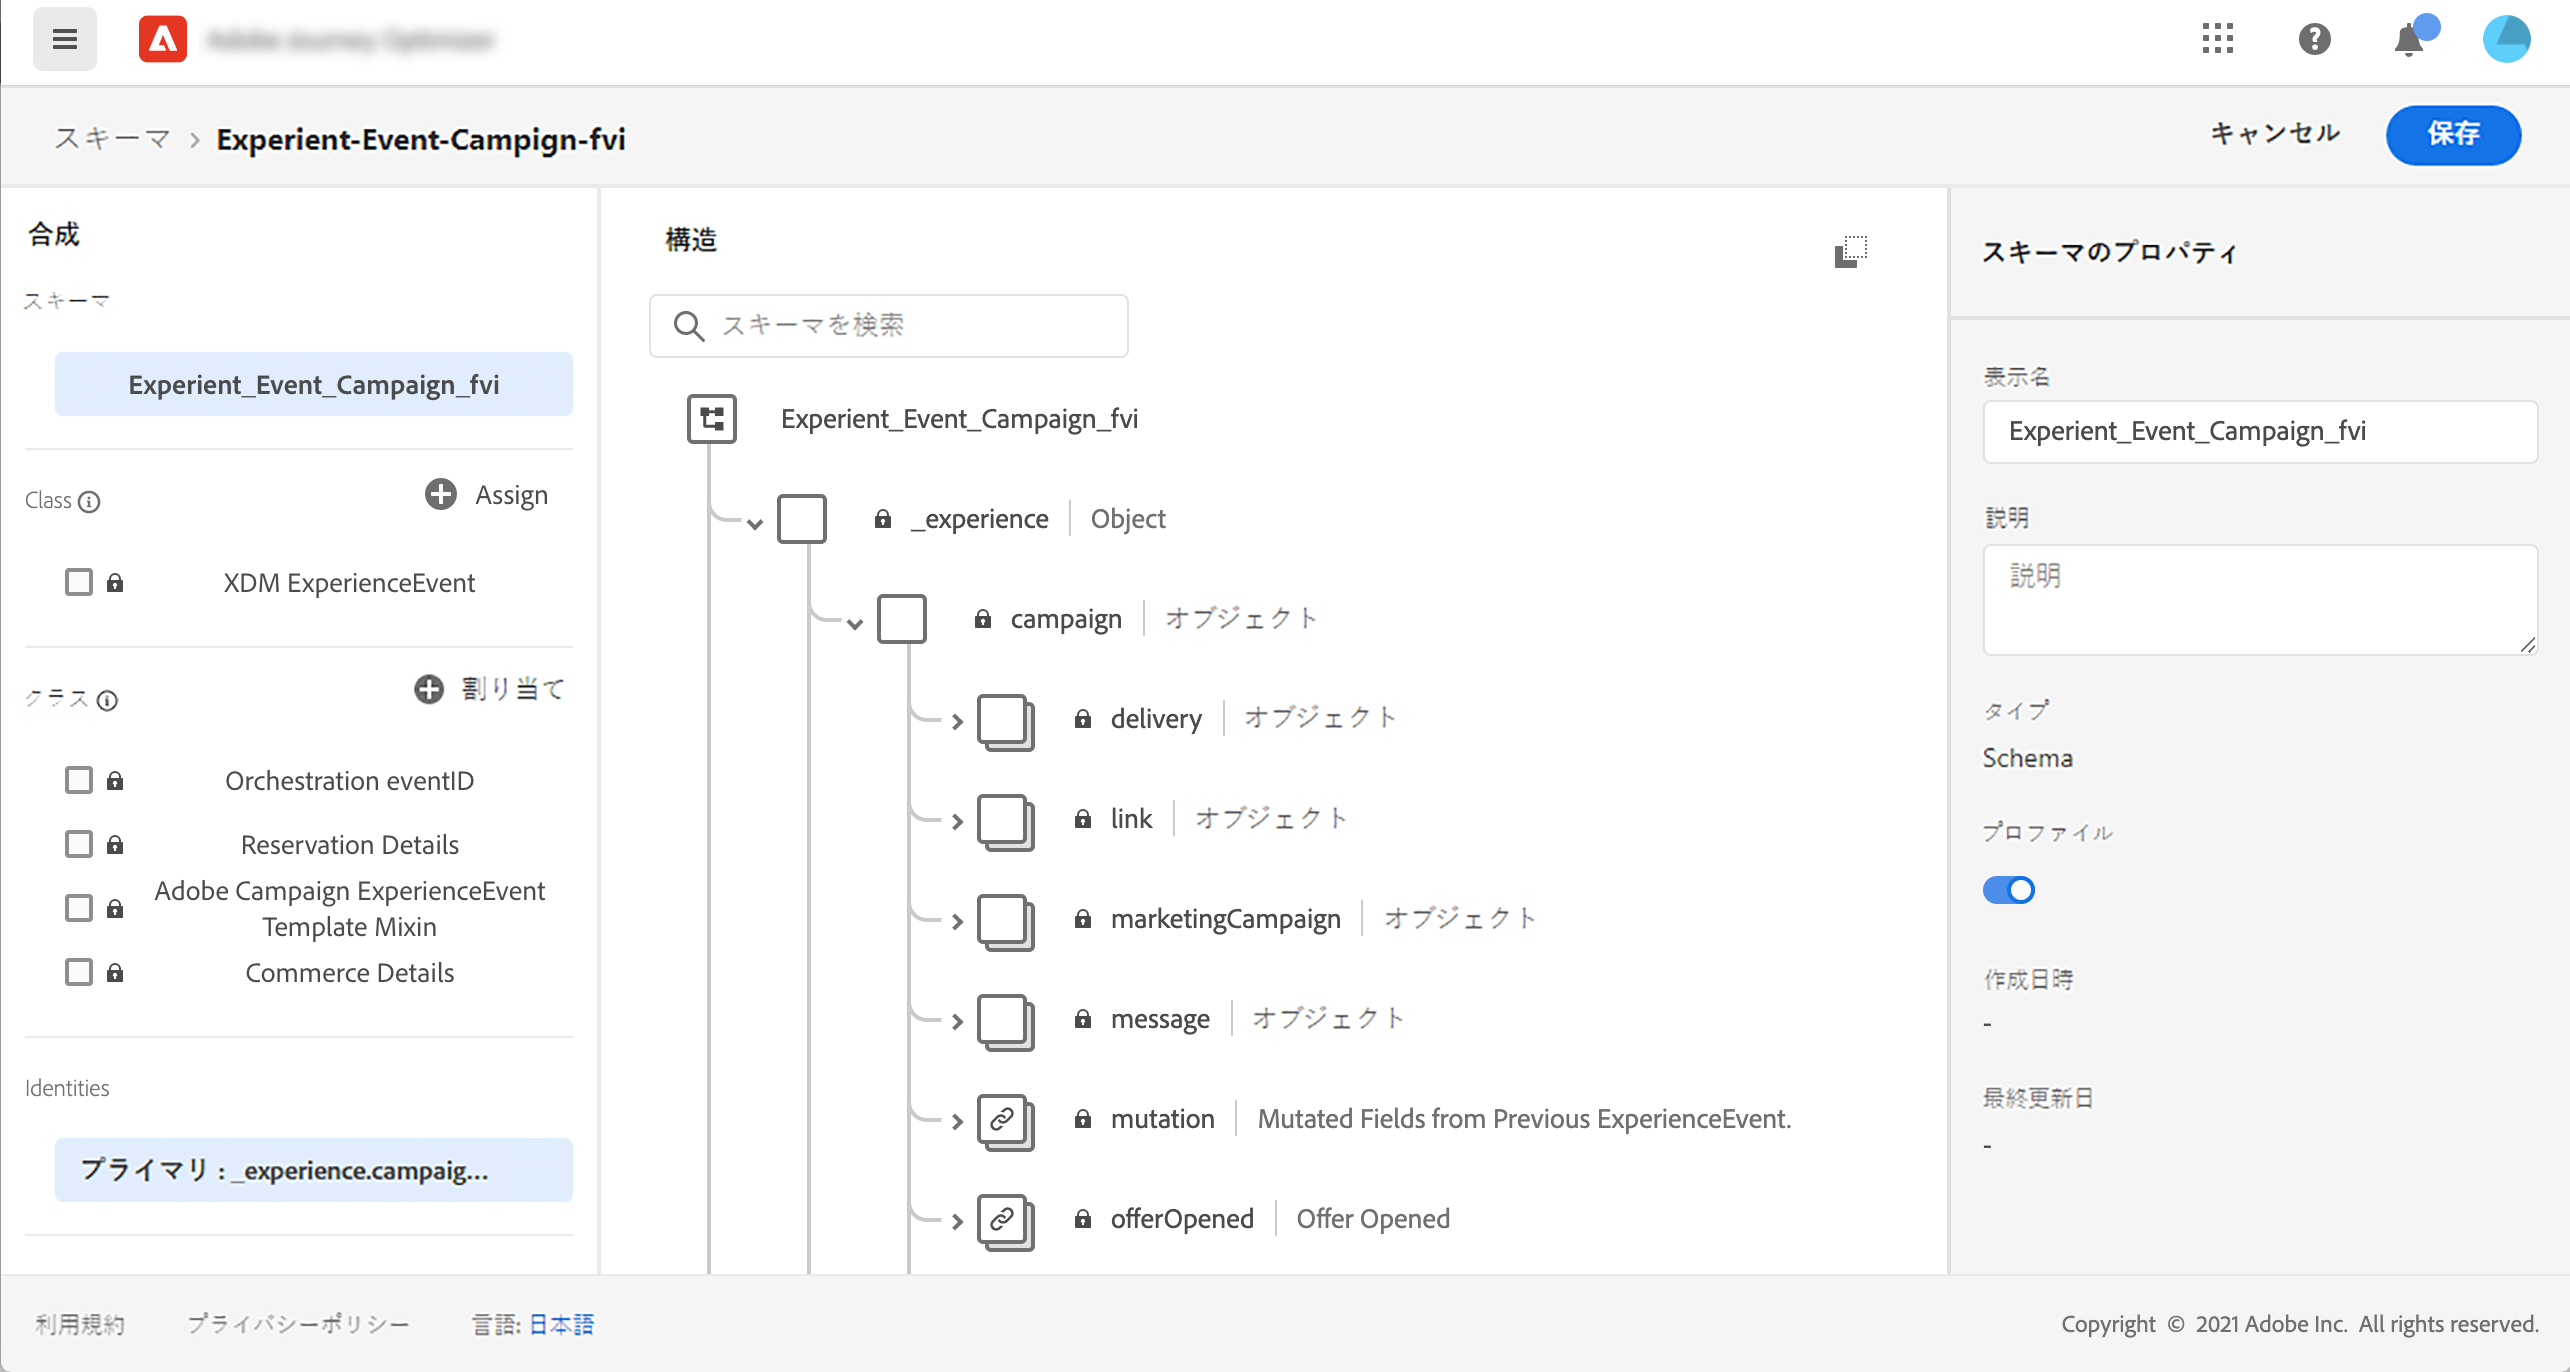 スキーマ > Experient-Event-Campign-fvi
キャンセル
保存
合成
スキーマ
Experient_Event_Campaign_fvi
Class
Assign
XDM ExperienceEvent
クラス
割り当て
Orchestration eventID
Reservation Details
Adobe Campaign ExperienceEvent
Template Mixin
Commerce Details
Identities
プライマリ : _experience.campaig...
構造
スキーマを検索
Experient_Event_Campaign_fvi
_experience | Object
campaign | オブジェクト
delivery | オブジェクト
link | オブジェクト
marketingCampaign | オブジェクト
message | オブジェクト
mutation | Mutated Fields from Previous ExperienceEvent.
offerOpened | Offer Opened
スキーマのプロパティ
表示名
Experient_Event_Campaign_fvi
説明
説明
タイプ
Schema
プロファイル
作成日時
-
最終更新日
-
利用規約 プライバシーポリシー 言語: 日本語
Copyright © 2021 Adobe Inc. All rights reserved.